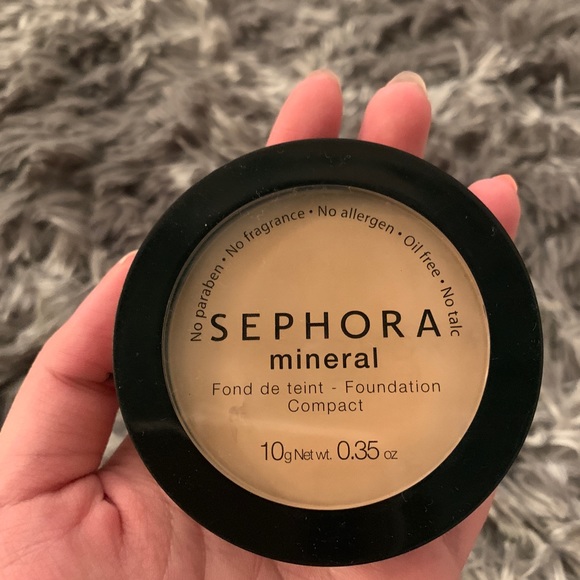 No paraben • No fragrance • No allergen • Oil free • No talc
SEPHORA
mineral
Fond de teint - Foundation
Compact
10g Net wt. 0.35 oz